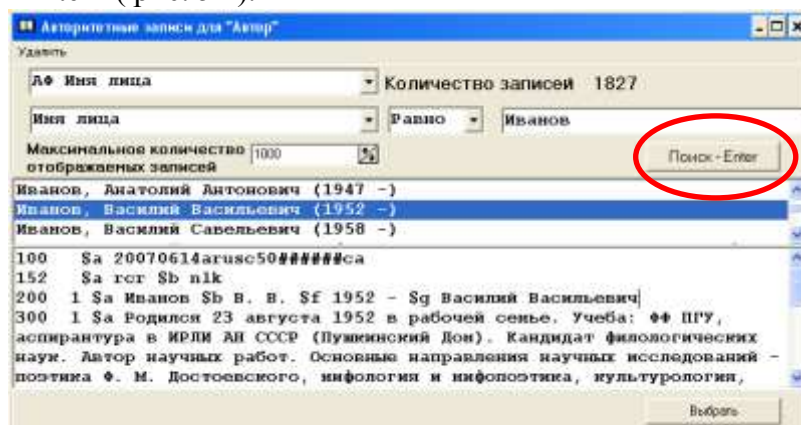 Авторитетные записи для "Автор"
Удалить
АФ Имя лица
Количество записей 1827
Имя лица
Равно
Иванов
Максимальное количество
отображаемых записей
1000
Поиск - Enter
Иванов, Анатолий Антонович (1947 -)
Иванов, Василий Васильевич (1952 -)
Иванов, Василий Савельевич (1958 -)
100 $a 20070614arusc50######ca
152 $a rcr $b nlk
200 1 $a Иванов $b В. В. $f 1952 - $g Василий Васильевич
300 1 $a Родился 23 августа 1952 в рабочей семье. Учеба: ФФ ПГУ,
аспирантура в ИРЛИ АН СССР (Пушкинский Дом). Кандидат филологических
наук. Автор научных работ. Основные направления научных исследований -
поэтика Ф. М. Достоевского, мифология и мифопоэтика, культурология,
Выбрать